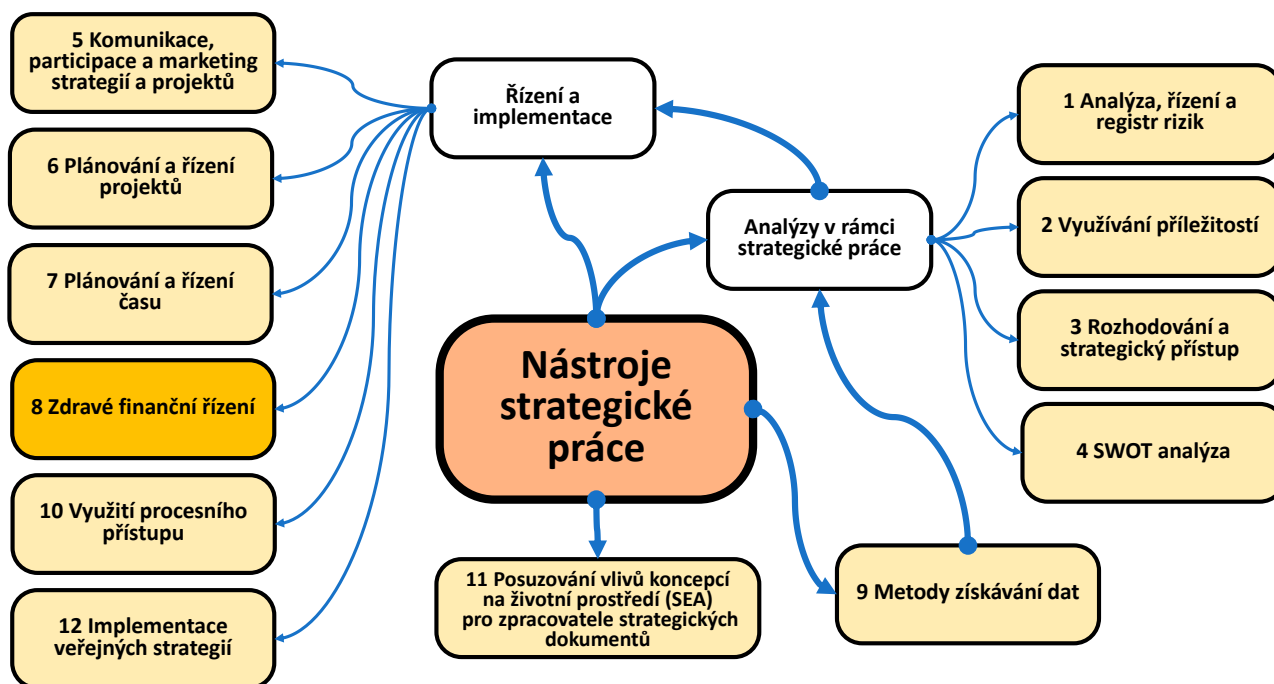 5 Komunikace,
participace a marketing
strategií a projektů
6 Plánování a řízení
projektů
7 Plánování a řízení
času
8 Zdravé finanční řízení
10 Využití procesního
přístupu
12 Implementace
veřejných strategií
Řízení a
implementace
Analýzy v rámci
strategické práce
Nástroje
strategické
práce
11 Posuzování vlivů koncepcí
na životní prostředí (SEA)
pro zpracovatele strategických
dokumentů
9 Metody získávání dat
1 Analýza, řízení a
registr rizik
2 Využívání příležitostí
3 Rozhodování a
strategický přístup
4 SWOT analýza